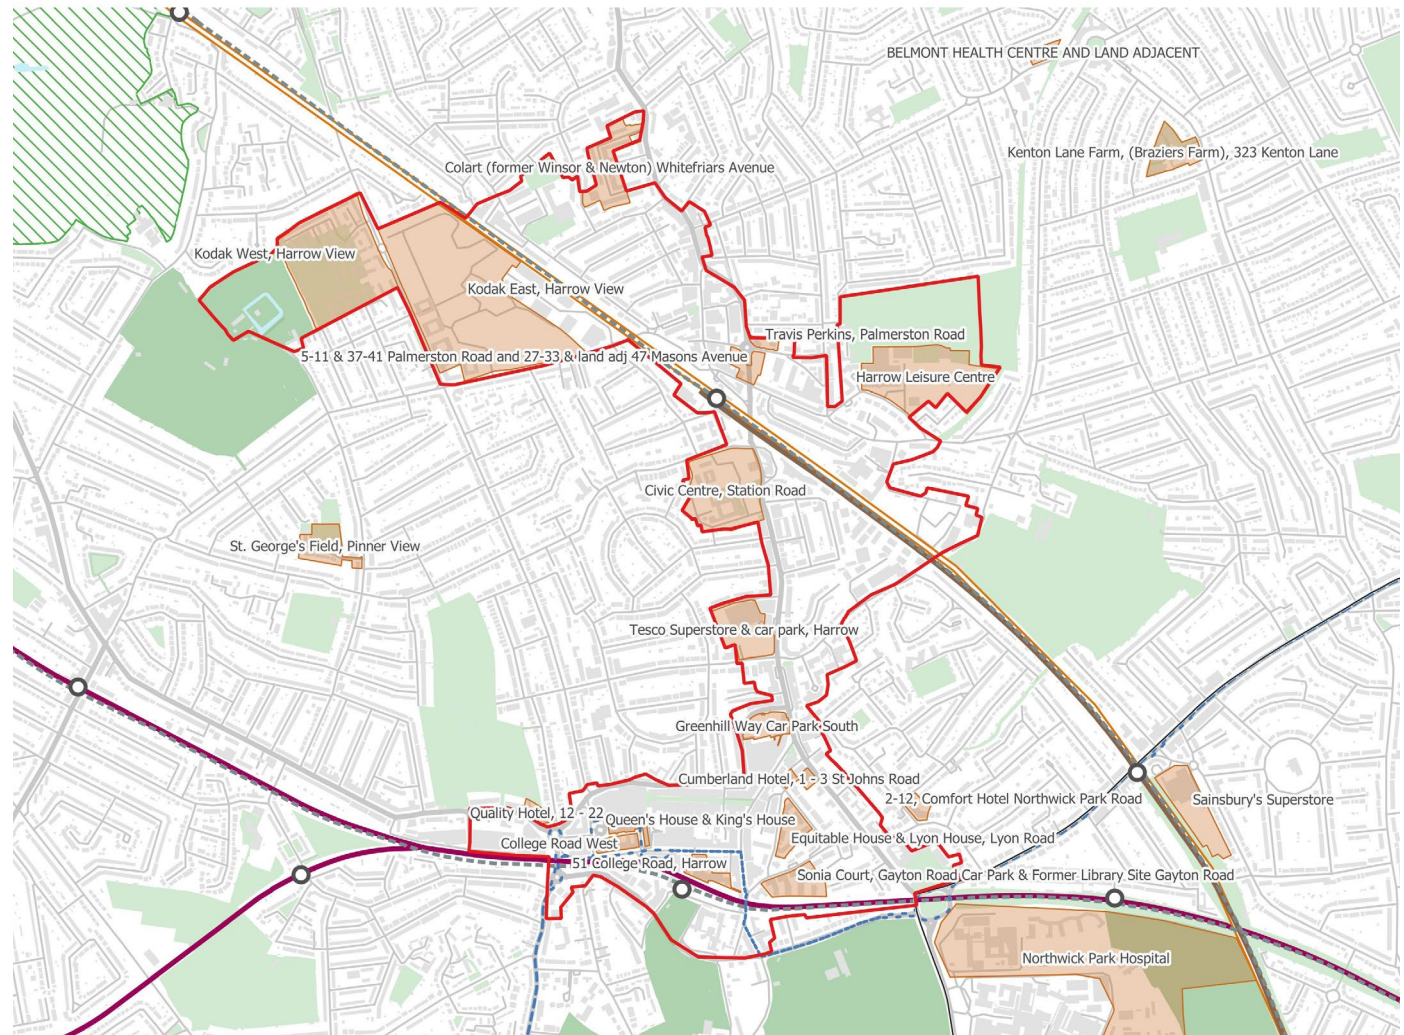 BELMONT HEALTH CENTRE AND LAND ADJACENT
Kenton Lane Farm, (Braziers Farm), 323 Kenton Lane
Colart (former Winsor & Newton) Whitefriars Avenue
Kodak West, Harrow View
Kodak East, Harrow View
Travis Perkins, Palmerston Road
5-11 & 37-41 Palmerston Road and 27-33 & land adj 47 Masons Avenue
Harrow Leisure Centre
Civic Centre, Station Road
St. George's Field, Pinner View
Tesco Superstore & car park, Harrow
Greenhill Way Car Park South
Cumberland Hotel, 1 - 3 St Johns Road
2-12, Comfort Hotel Northwick Park Road
Sainsbury's Superstore
Quality Hotel, 12 - 22
Queen's House & King's House
College Road West
Equitable House & Lyon House, Lyon Road
51 College Road, Harrow
Sonia Court, Gayton Road Car Park & Former Library Site Gayton Road
Northwick Park Hospital